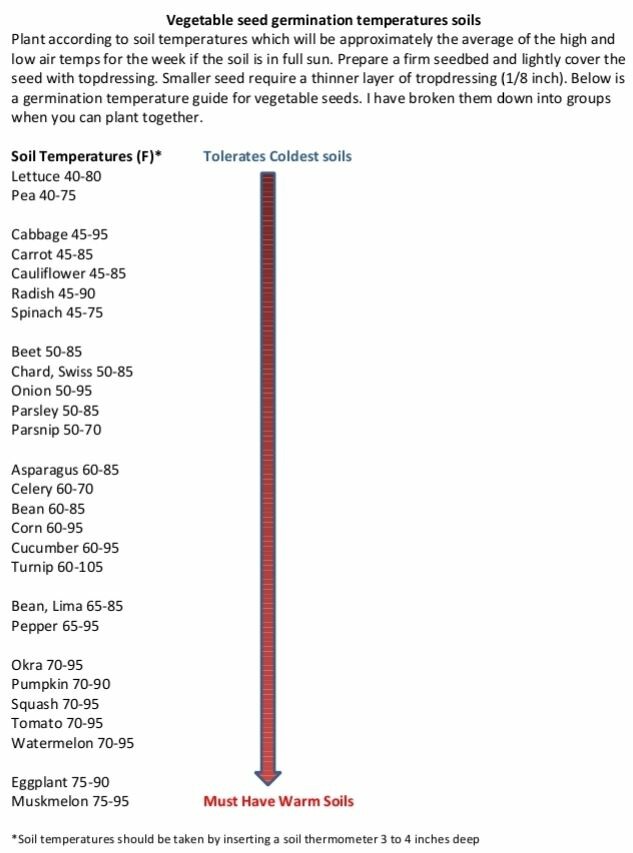 Vegetable seed germination temperatures soils
Plant according to soil temperatures which will be approximately the average of the high and
low air temps for the week if the soil is in full sun. Prepare a firm seedbed and lightly cover the
seed with topdressing. Smaller seed require a thinner layer of tropdressing (1/8 inch). Below is
a germination temperature guide for vegetable seeds. I have broken them down into groups
when you can plant together.
Soil Temperatures (F)* Tolerates Coldest soils
Lettuce 40-80
Pea 40-75
Cabbage 45-95
Carrot 45-85
Cauliflower 45-85
Radish 45-90
Spinach 45-75
Beet 50-85
Chard, Swiss 50-85
Onion 50-95
Parsley 50-85
Parsnip 50-70
Asparagus 60-85
Celery 60-70
Bean 60-85
Corn 60-95
Cucumber 60-95
Turnip 60-105
Bean, Lima 65-85
Pepper 65-95
Okra 70-95
Pumpkin 70-90
Squash 70-95
Tomato 70-95
Watermelon 70-95
Eggplant 75-90
Muskmelon 75-95 Must Have Warm Soils
*Soil temperatures should be taken by inserting a soil thermometer 3 to 4 inches deep